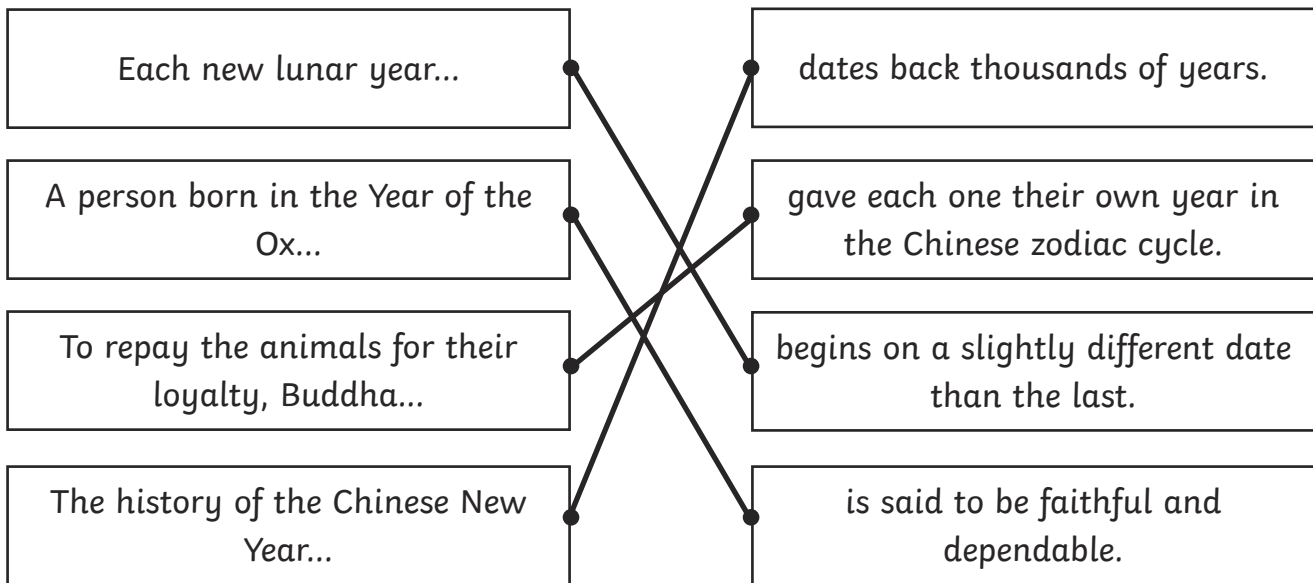 Each new lunar year...
dates back thousands of years.
A person born in the Year of the
Ox...
gave each one their own year in
the Chinese zodiac cycle.
To repay the animals for their
loyalty, Buddha...
begins on a slightly different date
than the last.
The history of the Chinese New
Year...
is said to be faithful and
dependable.